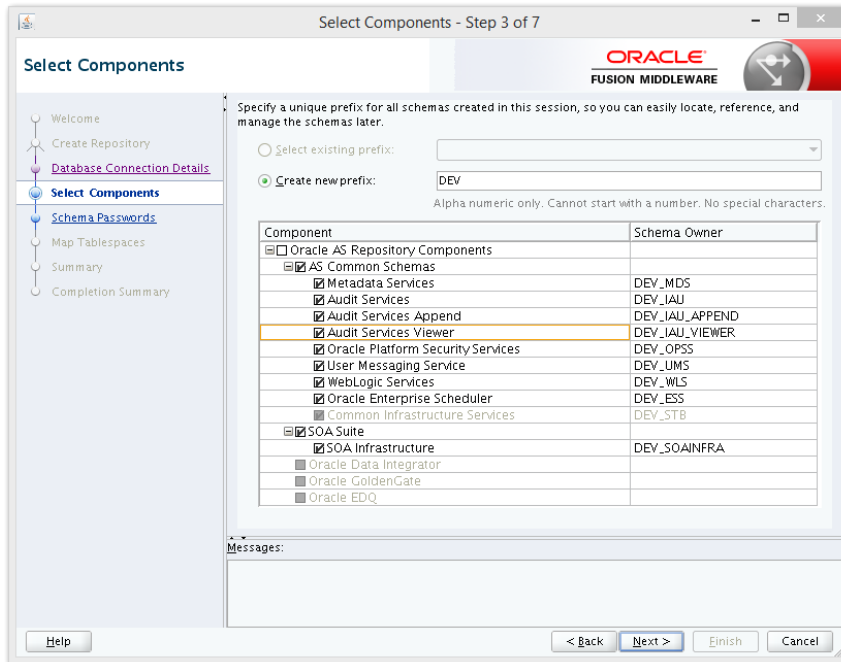 Select Components - Step 3 of 7
Select Components
ORACLE
FUSION MIDDLEWARE
Welcome
Create Repository
Database Connection Details
Select Components
Schema Passwords
Map Tablespaces
Summary
Completion Summary
Specify a unique prefix for all schemas created in this session, so you can easily locate, reference, and
manage the schemas later.
Select existing prefix:
Create new prefix: DEV
Alpha numeric only. Cannot start with a number. No special characters.
Component Schema Owner
Oracle AS Repository Components
AS Common Schemas
Metadata Services DEV_MDS
Audit Services DEV_IAU
Audit Services Append DEV_IAU_APPEND
Audit Services Viewer DEV_IAU_VIEWER
Oracle Platform Security Services DEV_OPSS
User Messaging Service DEV_UMS
WebLogic Services DEV_WLS
Oracle Enterprise Scheduler DEV_ESS
Common Infrastructure Services DEV_STB
SOA Suite
SOA Infrastructure DEV_SOAINFRA
Oracle Data Integrator
Oracle GoldenGate
Oracle EDQ
Messages:
Help < Back Next > Finish Cancel